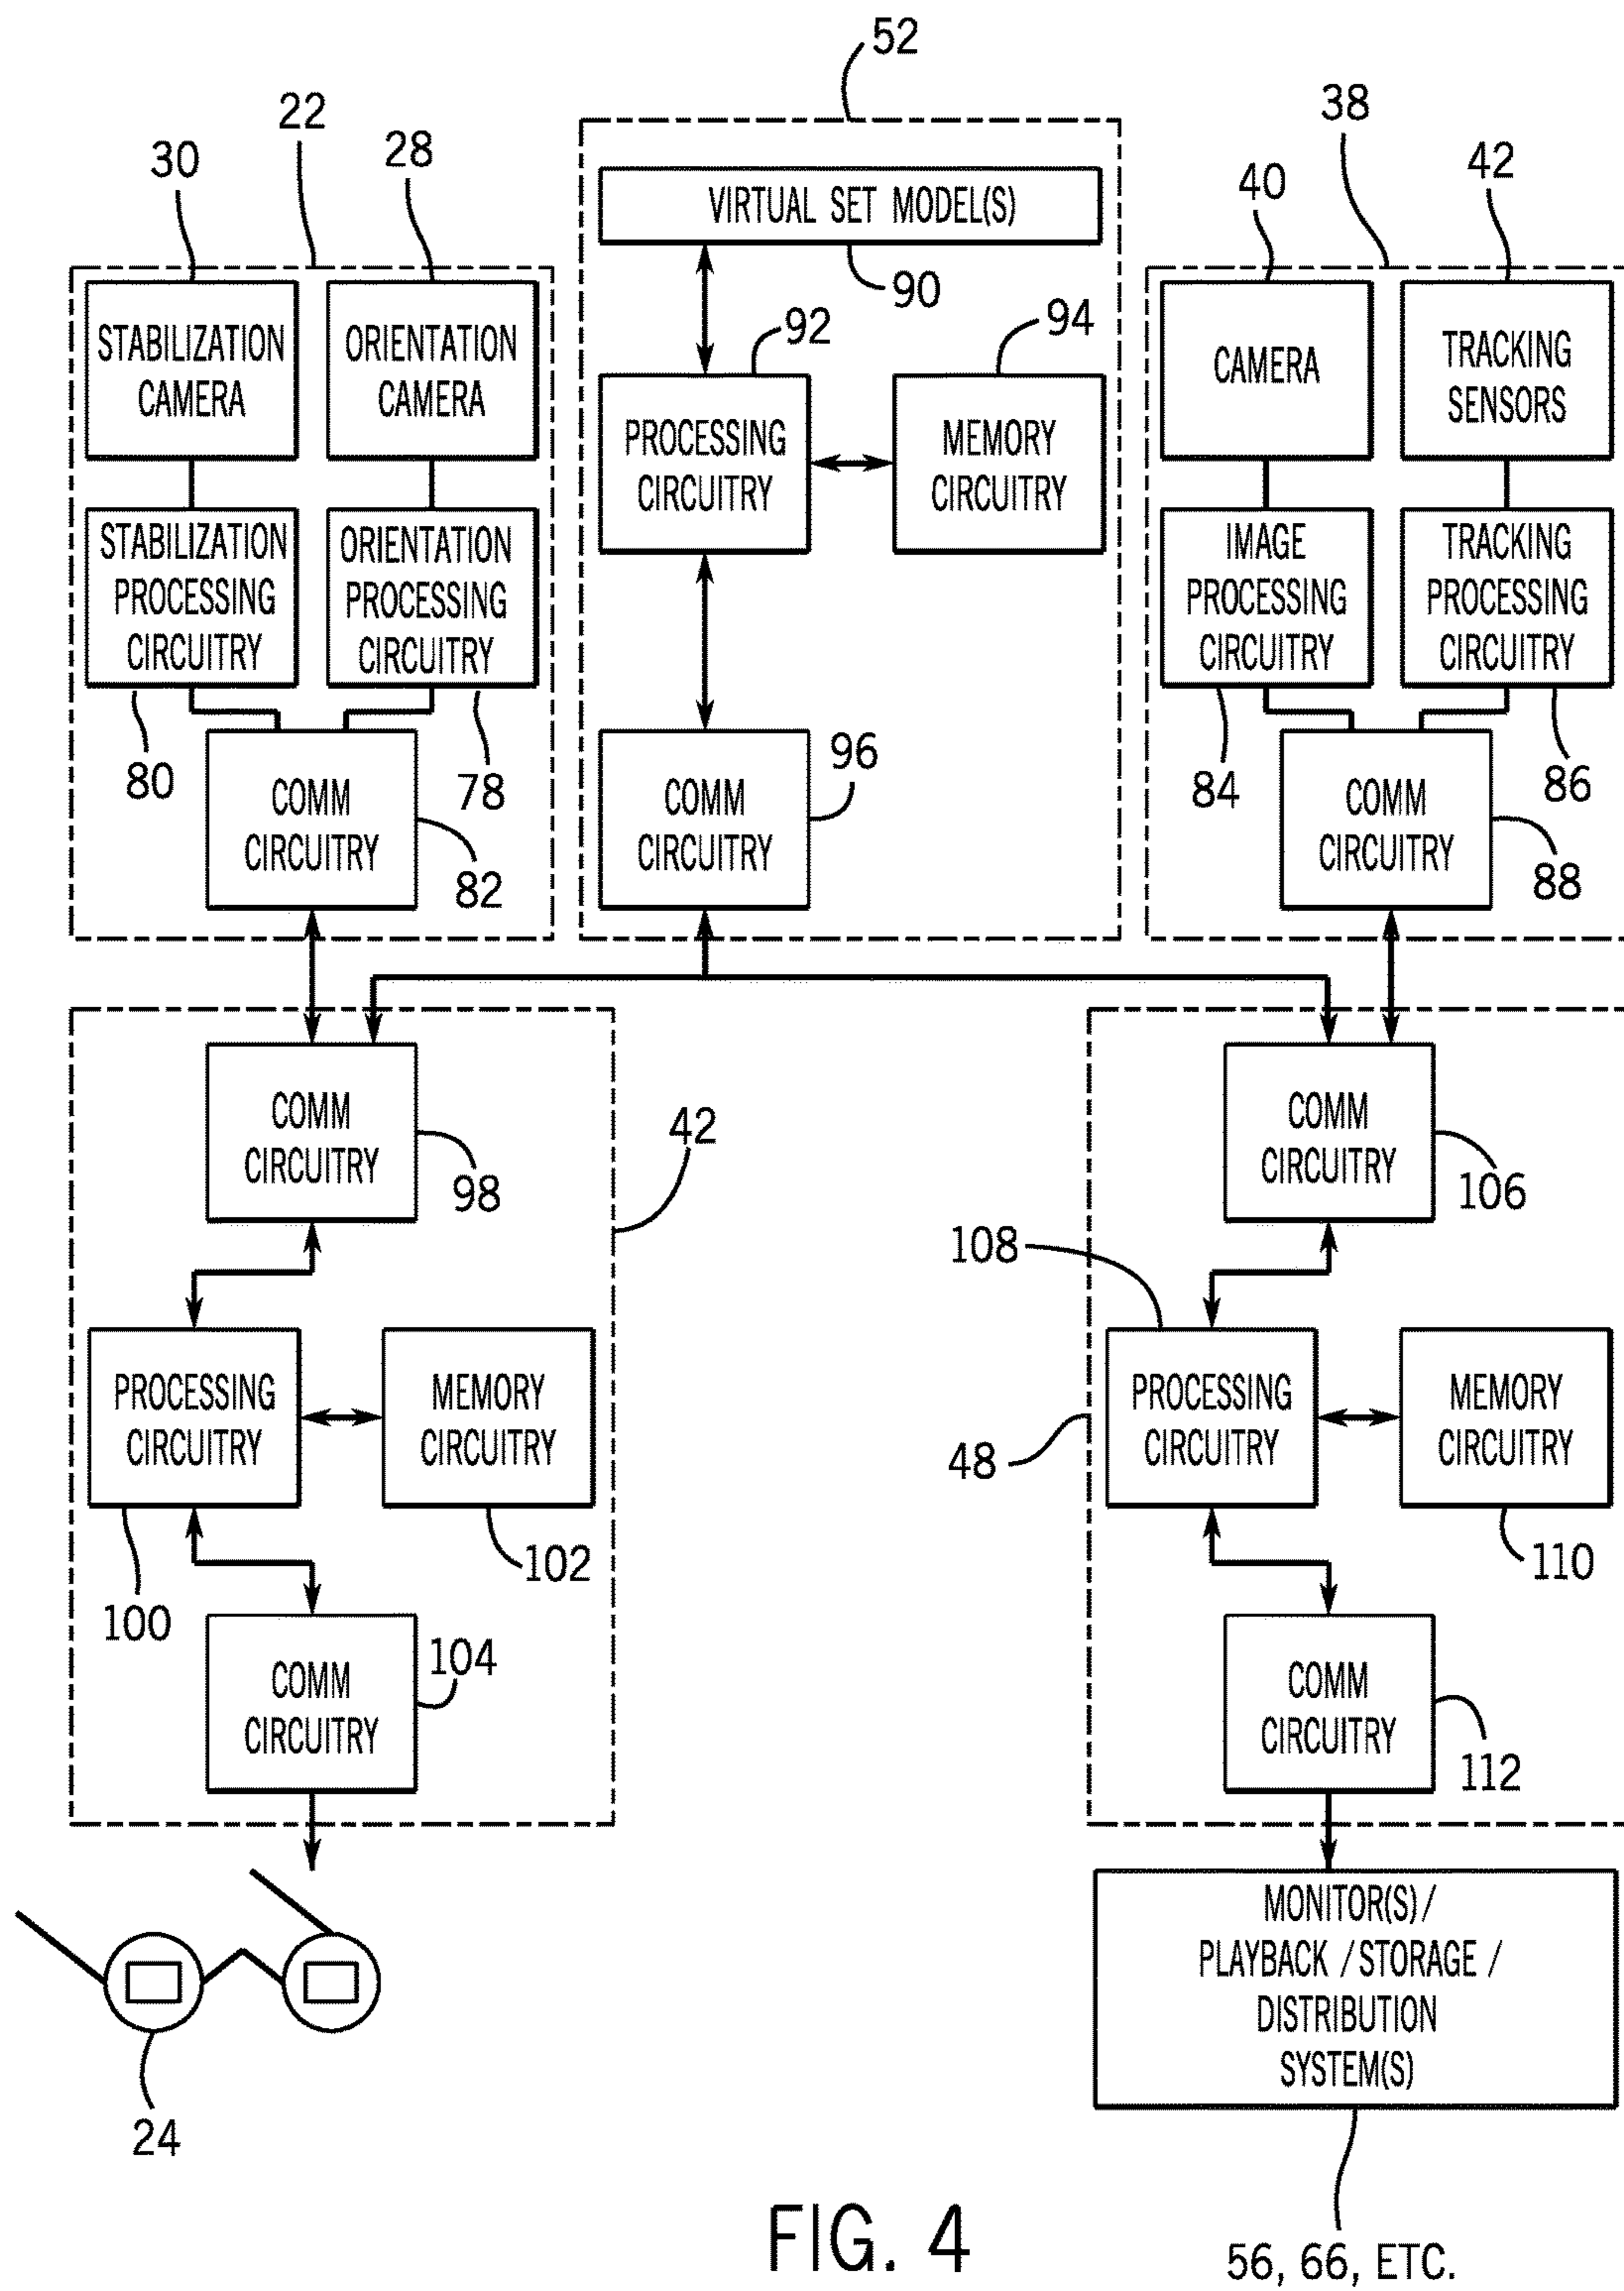 52
22
38
30
28
40
42
VIRTUAL SET MODEL(S)
90
92
94
STABILIZATION
CAMERA
ORIENTATION
CAMERA
PROCESSING
CIRCUITRY
MEMORY
CIRCUITRY
CAMERA
TRACKING
SENSORS
STABILIZATION
PROCESSING
CIRCUITRY
ORIENTATION
PROCESSING
CIRCUITRY
IMAGE
PROCESSING
CIRCUITRY
TRACKING
PROCESSING
CIRCUITRY
80
78
96
84
86
COMM
CIRCUITRY
82
COMM
CIRCUITRY
COMM
CIRCUITRY
88
COMM
CIRCUITRY
98
42
COMM
CIRCUITRY
106
108
PROCESSING
CIRCUITRY
MEMORY
CIRCUITRY
48
PROCESSING
CIRCUITRY
MEMORY
CIRCUITRY
100
102
110
COMM
CIRCUITRY
104
COMM
CIRCUITRY
112
MONITOR(S)/
PLAYBACK /STORAGE /
DISTRIBUTION
SYSTEM(S)
24
FIG. 4
56, 66, ETC.